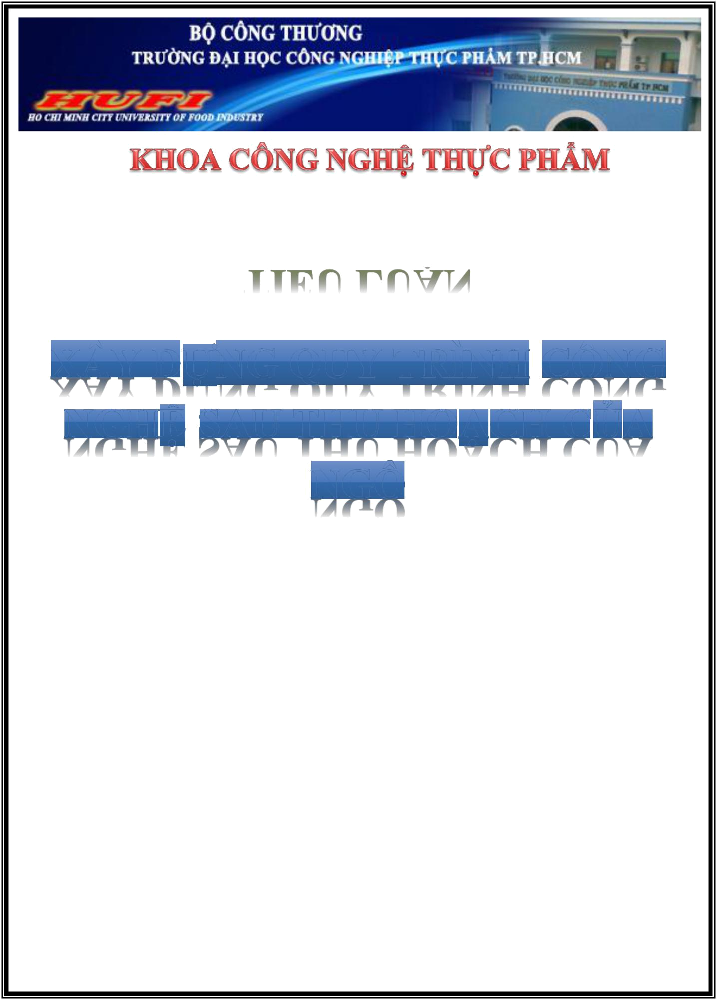 BỘ CÔNG THƯƠNG
TRƯỜNG ĐẠI HỌC CÔNG NGHIỆP THỰC PHẨM TP.HCM
TRƯỜNG ĐẠI HỌC CÔNG NGHIỆP THỰC PHẨM TP.HCM
HUFI
HO CHI MINH CITY UNIVERSITY OF FOOD INDUSTRY
KHOA CÔNG NGHỆ THỰC PHẨM
TIỂU LUẬN
XÂY DỰNG QUY TRÌNH CÔNG
NGHỆ SAU THU HOẠCH CỦA
NGÔ